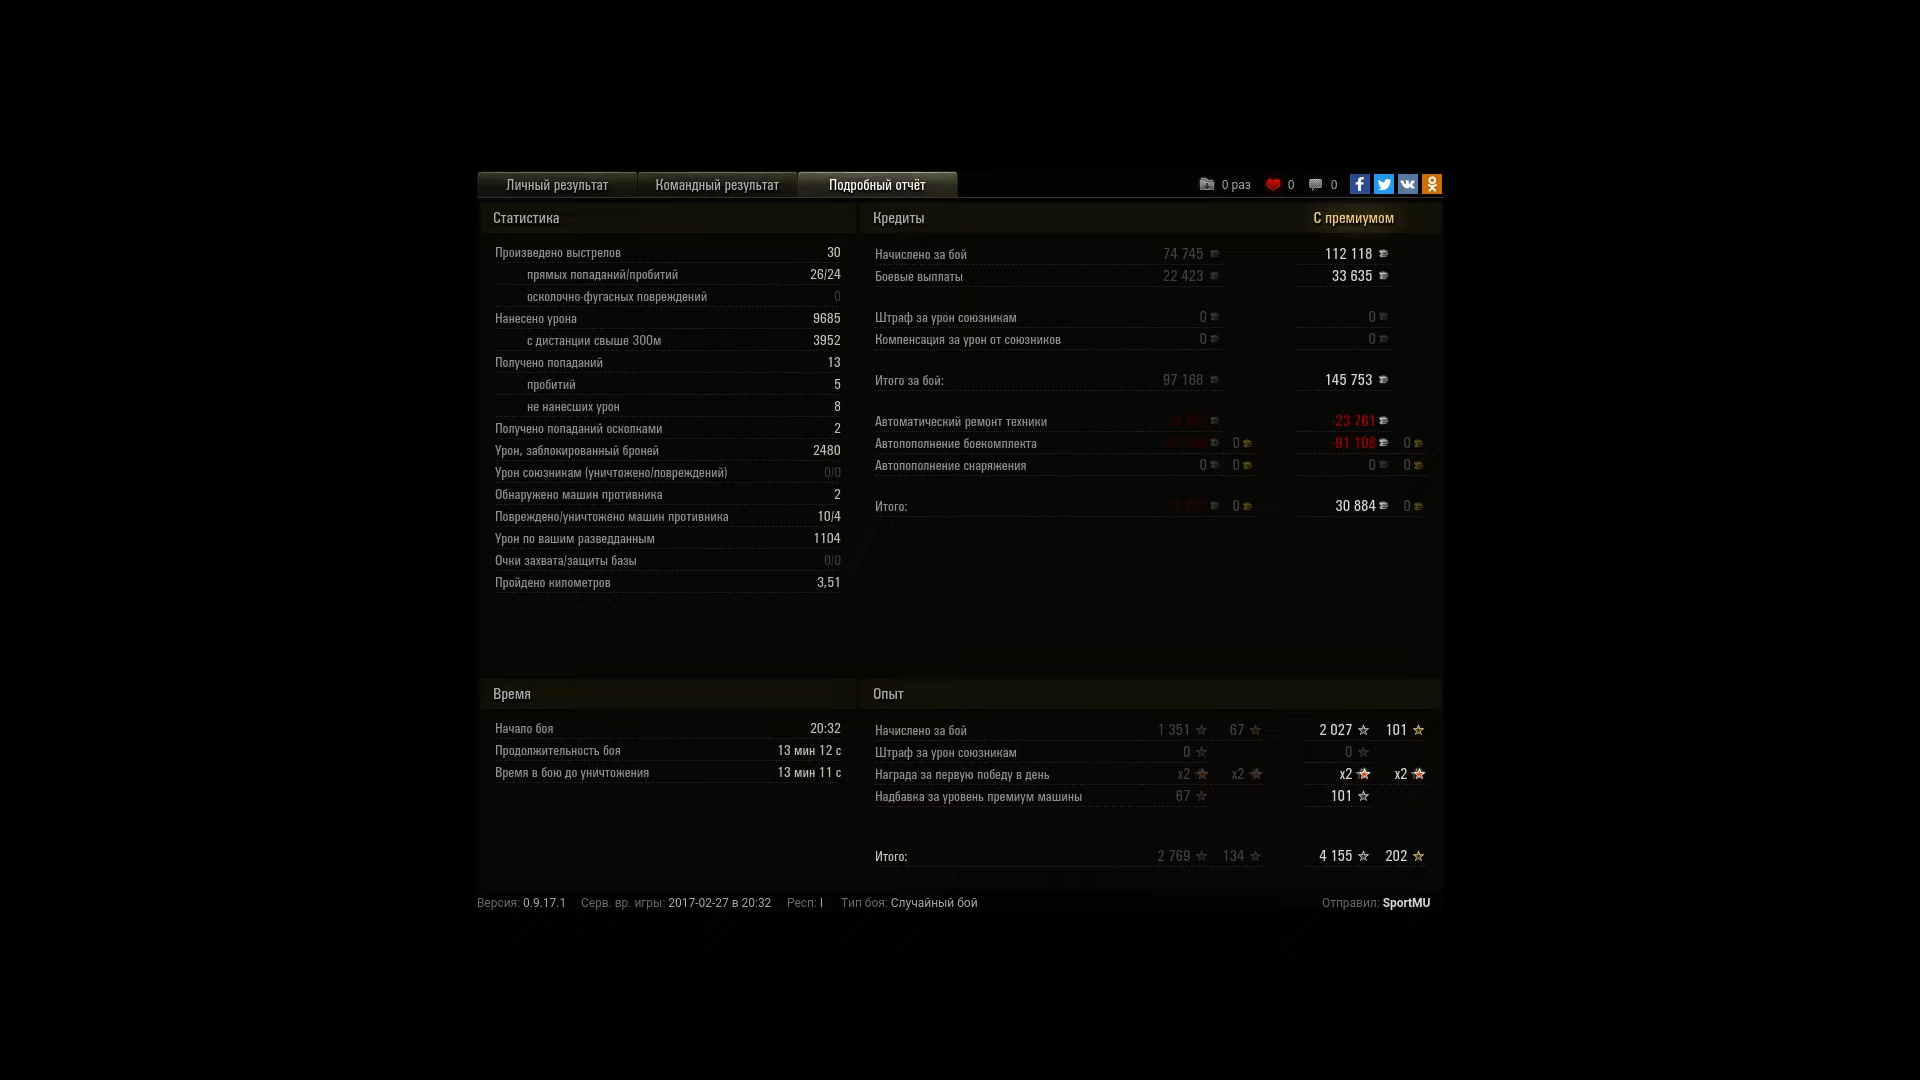 Личный результат Командный результат Подробный отчёт 0 раз 0 0
Статистика
Произведено выстрелов 30
прямых попаданий/пробитий 26/24
осколочно-фугасных повреждений 0
Нанесено урона 9685
с дистанции свыше 300м 3952
Получено попаданий 13
пробитий 5
не нанесших урон 8
Получено попаданий осколками 2
Урон, заблокированный броней 2480
Урон союзникам (уничтожено/повреждений) 0/0
Обнаружено машин противника 2
Повреждено/уничтожено машин противника 10/4
Урон по вашим разведданным 1104
Очки захвата/защиты базы 0/0
Пройдено километров 3,51
Кредиты С премиумом
Начислено за бой 74 745 112 118
Боевые выплаты 22 423 33 635
Штраф за урон союзникам 0 0
Компенсация за урон от союзников 0 0
Итого за бой: 97 168 145 753
Автоматический ремонт техники -23 761
Автопополнение боекомплекта 0 -91 108 0
Автопополнение снаряжения 0 0 0 0
Итого: 0 30 884 0
Время
Начало боя 20:32
Продолжительность боя 13 мин 12 с
Время в бою до уничтожения 13 мин 11 с
Опыт
Начислено за бой 1 351 67 2 027 101
Штраф за урон союзникам 0 0
Награда за первую победу в день x2 x2 x2 x2
Надбавка за уровень премиум машины 67 101
Итого: 2 769 134 4 155 202
Версия: 0.9.17.1 Серв. вр. игры: 2017-02-27 в 20:32 Респ: I Тип боя: Случайный бой Отправил: SportMU